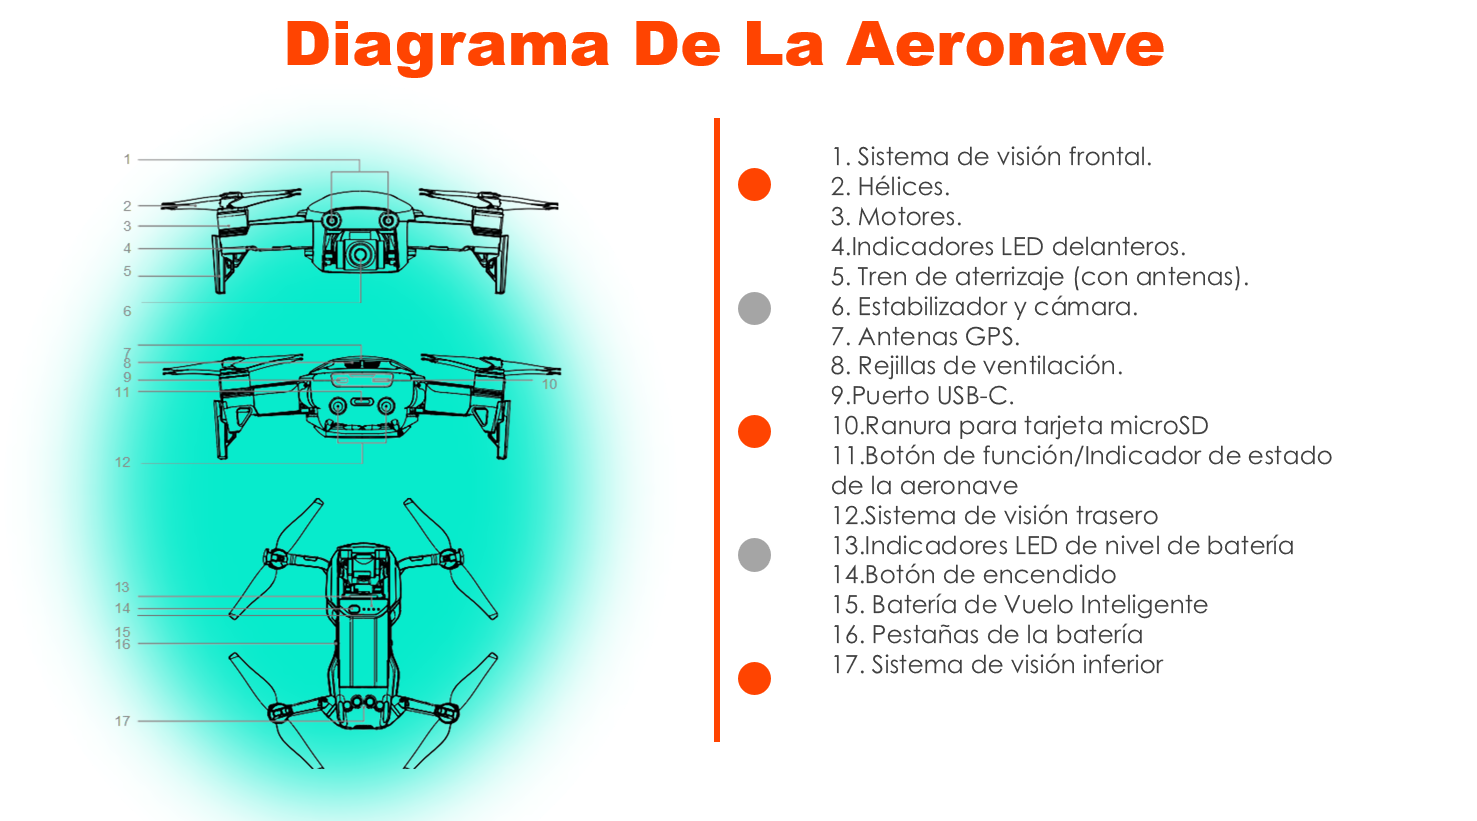 Diagrama De La Aeronave
1
2
3
4
5
6
7
8
9
10
11
12
13
14
15
16
17
1. Sistema de visión frontal.
2. Hélices.
3. Motores.
4.Indicadores LED delanteros.
5. Tren de aterrizaje (con antenas).
6. Estabilizador y cámara.
7. Antenas GPS.
8. Rejillas de ventilación.
9.Puerto USB-C.
10.Ranura para tarjeta microSD
11.Botón de función/Indicador de estado
de la aeronave
12.Sistema de visión trasero
13.Indicadores LED de nivel de batería
14.Botón de encendido
15. Batería de Vuelo Inteligente
16. Pestañas de la batería
17. Sistema de visión inferior